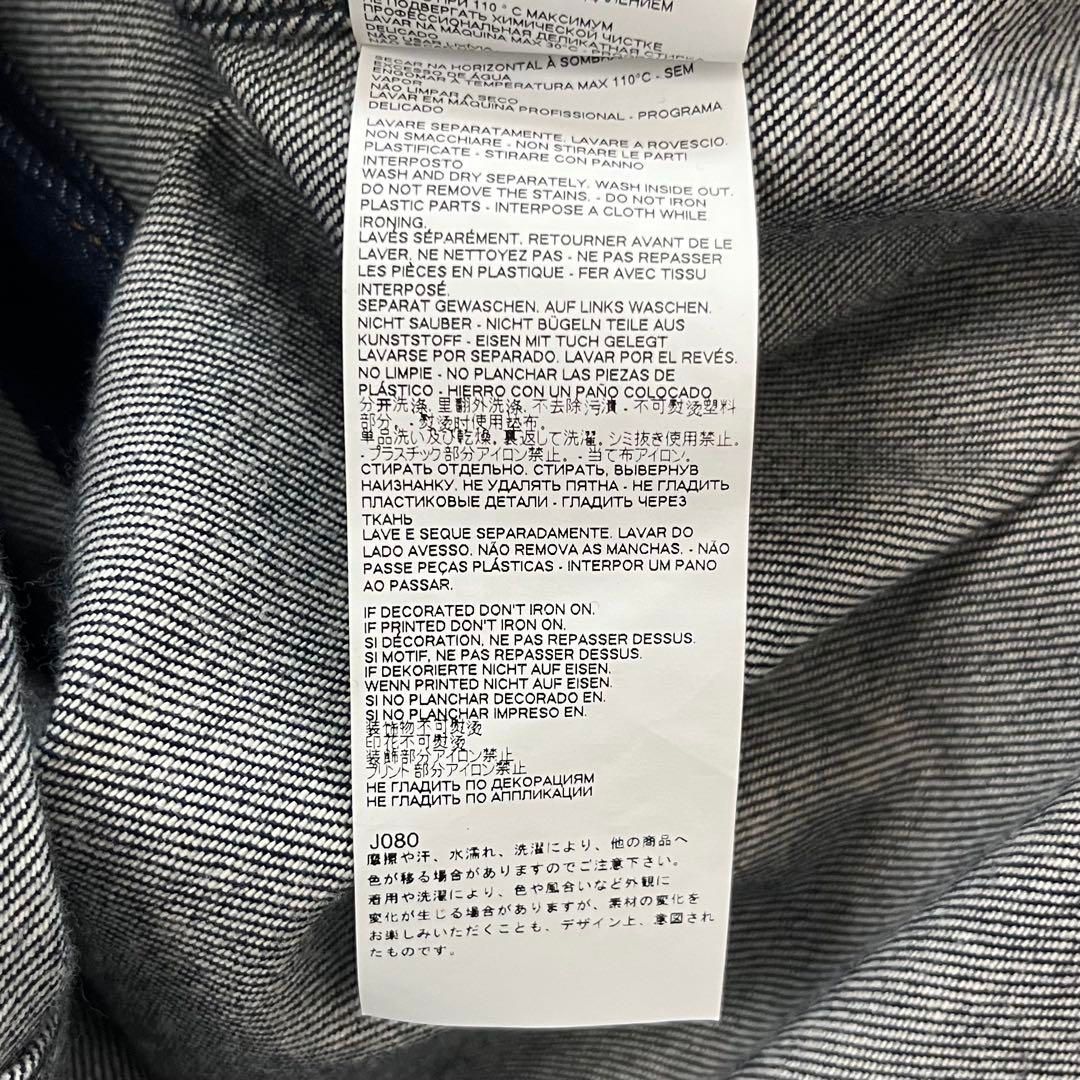 ПРИ 110 ° C МАКСИМУМ
НЕ ПОДВЕРГАТЬ ХИМИЧЕСКОЙ ЧИСТКЕ
ПРОФЕССИОНАЛЬНАЯ ДЕЛИКАТНАЯ СТИРКА
LAVAR NA MÁQUINA MAX 30°C
DELICADO
NÃO USAR
SECAR NA HORIZONTAL À SOMBRA
EXCESSO DE ÁGUA
ENGOMAR À TEMPERATURA MAX 110°C - SEM
VAPOR
NÃO LIMPAR A SECO
LAVAR EM MÁQUINA PROFISSIONAL - PROGRAMA
DELICADO
LAVARE SEPARATAMENTE. LAVARE A ROVESCIO.
NON SMACCHIARE - NON STIRARE LE PARTI
PLASTIFICATE - STIRARE CON PANNO
INTERPOSTO
WASH AND DRY SEPARATELY. WASH INSIDE OUT.
DO NOT REMOVE THE STAINS. - DO NOT IRON
PLASTIC PARTS - INTERPOSE A CLOTH WHILE
IRONING.
LAVÉS SÉPARÉMENT. RETOURNER AVANT DE LE
LAVER. NE NETTOYEZ PAS - NE PAS REPASSER
LES PIÈCES EN PLASTIQUE - FER AVEC TISSU
INTERPOSÉ.
SEPARAT GEWASCHEN. AUF LINKS WASCHEN.
NICHT SAUBER - NICHT BÜGELN TEILE AUS
KUNSTSTOFF - EISEN MIT TUCH GELEGT
LAVARSE POR SEPARADO. LAVAR POR EL REVÉS.
NO LIMPIE - NO PLANCHAR LAS PIEZAS DE
PLÁSTICO - HIERRO CON UN PAÑO COLOCADO
分开洗涤. 里翻外洗涤. 不去除污渍 - 不可熨烫塑料
部分。 - 熨烫时使用垫布。
単品洗い及び乾燥。裏返して洗濯。シミ抜き使用禁止。
- プラスチック部分アイロン禁止。 - 当て布アイロン。
СТИРАТЬ ОТДЕЛЬНО. СТИРАТЬ, ВЫВЕРНУВ
НАИЗНАНКУ. НЕ УДАЛЯТЬ ПЯТНА - НЕ ГЛАДИТЬ
ПЛАСТИКОВЫЕ ДЕТАЛИ - ГЛАДИТЬ ЧЕРЕЗ
ТКАНЬ
LAVE E SEQUE SEPARADAMENTE. LAVAR DO
LADO AVESSO. NÃO REMOVA AS MANCHAS. - NÃO
PASSE PEÇAS PLÁSTICAS - INTERPOR UM PANO
AO PASSAR.
IF DECORATED DON'T IRON ON.
IF PRINTED DON'T IRON ON.
SI DÉCORATION, NE PAS REPASSER DESSUS.
SI MOTIF, NE PAS REPASSER DESSUS.
IF DEKORIERTE NICHT AUF EISEN.
WENN PRINTED NICHT AUF EISEN.
SI NO PLANCHAR DECORADO EN.
SI NO PLANCHAR IMPRESO EN.
装饰物不可熨烫
印花不可熨烫
装飾部分アイロン禁止
プリント部分アイロン禁止
НЕ ГЛАДИТЬ ПО ДЕКОРАЦИЯМ
НЕ ГЛАДИТЬ ПО АППЛИКАЦИИ
J080
摩擦や汗、水濡れ、洗濯により、他の商品へ
色が移る場合がありますのでご注意下さい。
着用や洗濯により、色や風合いなど外観に
変化が生じる場合がありますが、素材の変化を
お楽しみいただくことも、デザイン上、意図され
たものです。